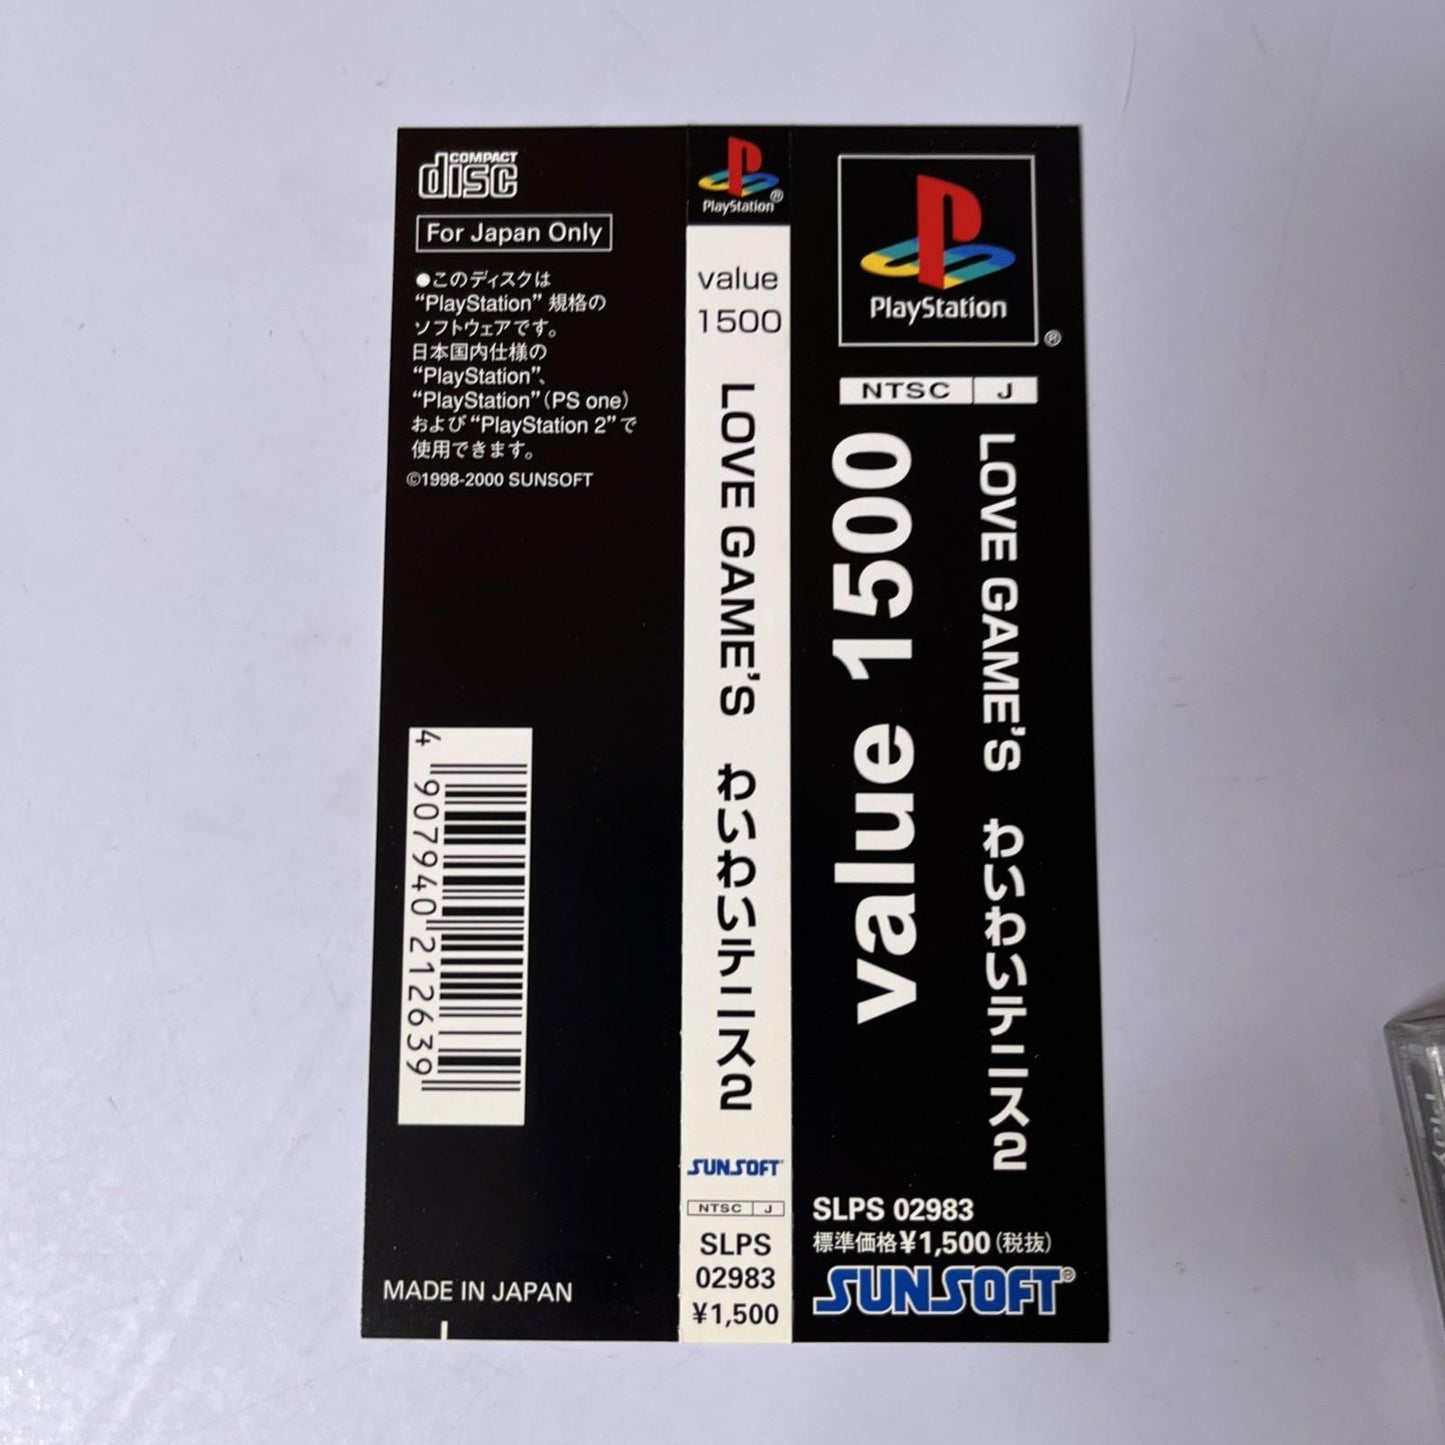 COMPACT
disc
For Japan Only
●このディスクは
“PlayStation” 規格の
ソフトウェアです。
日本国内仕様の
“PlayStation”、
“PlayStation”（PS one）
および“PlayStation 2”で
使用できます。
©1998-2000 SUNSOFT
4 907940 212639
MADE IN JAPAN
PlayStation®
value
1500
LOVE GAME'S わいわいテニス2
SUNSOFT
NTSC J
SLPS
02983
¥1,500
PlayStation
®
NTSC J
value 1500
LOVE GAME'S わいわいテニス2
SLPS 02983
標準価格¥1,500（税抜）
SUNSOFT®
Play